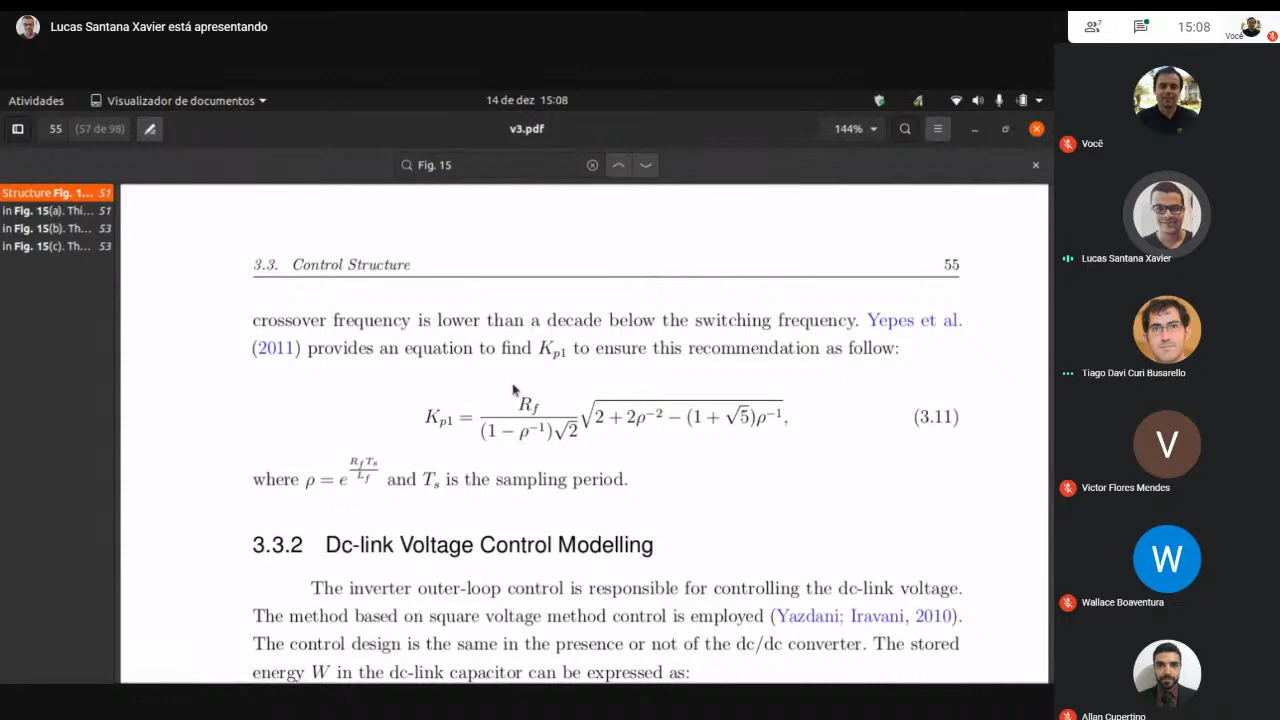 Lucas Santana Xavier está apresentando
7
15:08
Você
Atividades
Visualizador de documentos
14 de dez 15:08
55
(57 de 98)
v3.pdf
144%
Fig. 15
Structure Fig. 1... 51
in Fig. 15(a). Thi... 51
in Fig. 15(b). Th... 53
in Fig. 15(c). Th... 53
3.3. Control Structure 55
crossover frequency is lower than a decade below the switching frequency. Yepes et al.
(2011) provides an equation to find K_{p1} to ensure this recommendation as follow:
K_{p1} = \frac{R_f}{(1 − ρ^{−1})√2} \sqrt{2 + 2ρ^{−2} − (1 + √5)ρ^{−1}}, (3.11)
where ρ = e^{\frac{R_f T_s}{L_f}} and T_s is the sampling period.
3.3.2 Dc-link Voltage Control Modelling
The inverter outer-loop control is responsible for controlling the dc-link voltage.
The method based on square voltage method control is employed (Yazdani; Iravani, 2010).
The control design is the same in the presence or not of the dc/dc converter. The stored
energy W in the dc-link capacitor can be expressed as:
Você
Lucas Santana Xavier
Tiago Davi Curi Busarello
V
Victor Flores Mendes
W
Wallace Boaventura
Allan Cupertino